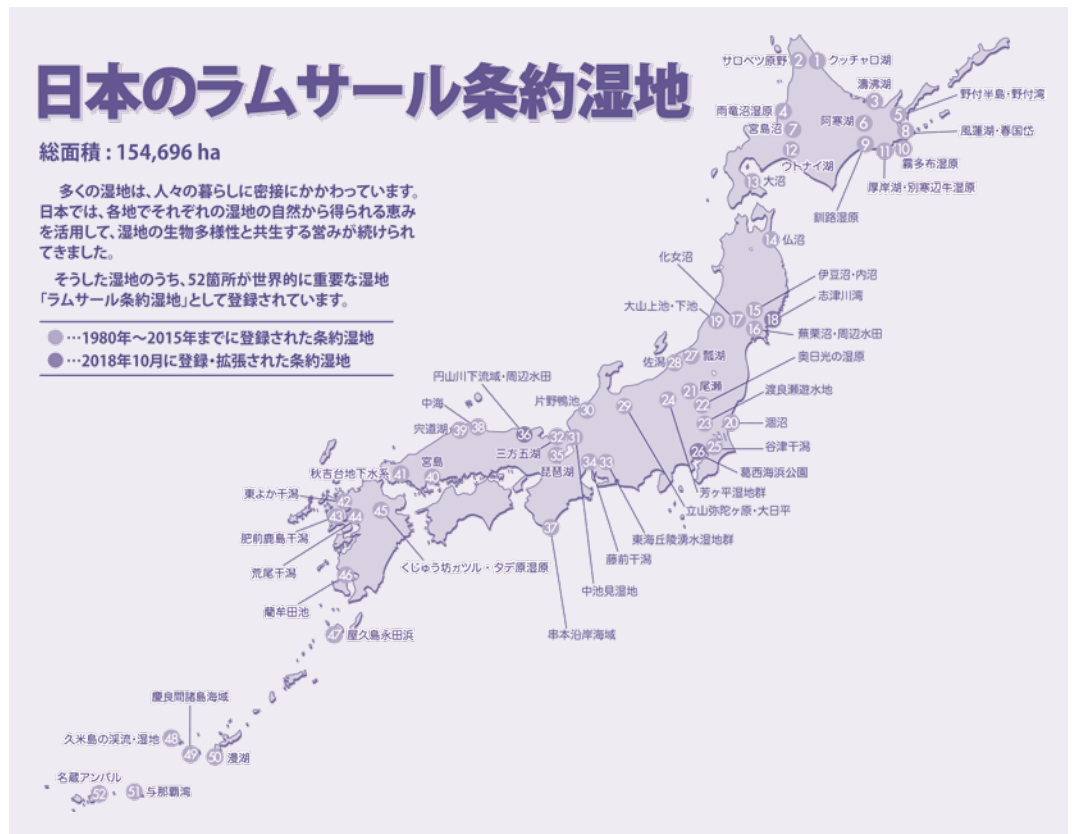 日本のラムサール条約湿地
総面積 : 154,696 ha
多くの湿地は、人々の暮らしに密接にかかわっています。
日本では、各地でそれぞれの湿地の自然から得られる恵み
を活用して、湿地の生物多様性と共生する営みが続けられ
てきました。
そうした湿地のうち、52箇所が世界的に重要な湿地
「ラムサール条約湿地」として登録されています。
…1980年～2015年までに登録された条約湿地
…2018年10月に登録・拡張された条約湿地
サロベツ原野 2 1 クッチャロ湖
濤沸湖
3
野付半島・野付湾
5
雨竜沼湿原 4
阿寒湖 6
宮島沼 7
8 風蓮湖・春国岱
12
ウトナイ湖
9
11 10
霧多布湿原
13 大沼
厚岸湖・別寒辺牛湿原
釧路湿原
14 仏沼
化女沼
伊豆沼・内沼
志津川湾
大山上池・下池
19 17 15 18
16
蕪栗沼・周辺水田
佐潟 28 27 瓢湖
奥日光の湿原
円山川下流域・周辺水田
片野鴨池
30
29
24
21 尾瀬
22
渡良瀬遊水地
中海
宍道湖 39 38
36
23 20 涸沼
三方五湖 32 31
25 谷津干潟
26
葛西海浜公園
琵琶湖 35
34 33
秋吉台地下水系 41
宮島
40
芳ヶ平湿地群
立山弥陀ヶ原・大日平
東よか干潟
42
43 44 45
37
東海丘陵湧水湿地群
肥前鹿島干潟
藤前干潟
荒尾干潟
くじゅう坊ガツル・タデ原湿原
中池見湿地
46
藺牟田池
47 屋久島永田浜
串本沿岸海域
慶良間諸島海域
久米島の渓流・湿地 48
49 50 漫湖
名蔵アンパル
52 51 与那覇湾